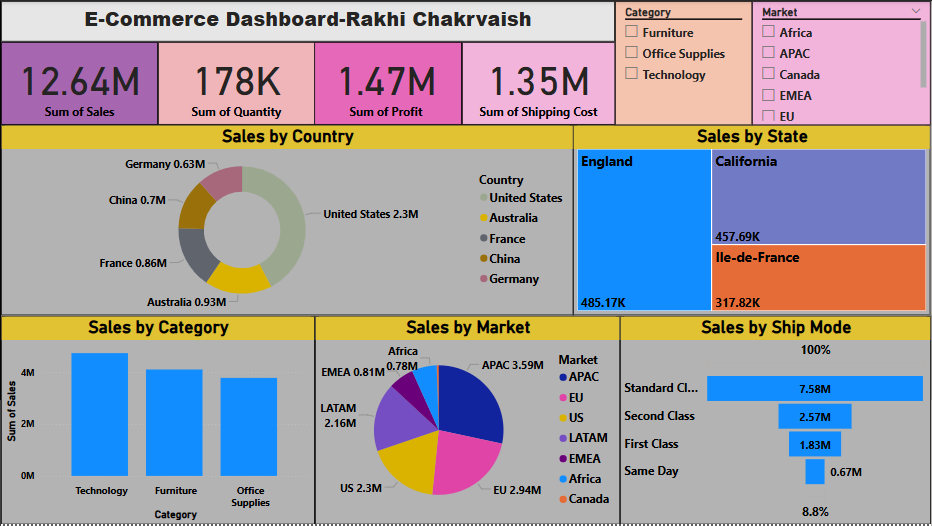 E-Commerce Dashboard-Rakhi Chakrvaish
12.64M
Sum of Sales
178K
Sum of Quantity
1.47M
Sum of Profit
1.35M
Sum of Shipping Cost
Category
Furniture
Office Supplies
Technology
Market
Africa
APAC
Canada
EMEA
EU
Sales by Country
Germany 0.63M
China 0.7M
France 0.86M
Australia 0.93M
United States 2.3M
Country
United States
Australia
France
China
Germany
Sales by State
England
485.17K
California
457.69K
Ile-de-France
317.82K
Sales by Category
Sum of Sales
4M
2M
0M
Technology
Furniture
Office
Supplies
Category
Sales by Market
Africa
0.78M
EMEA 0.81M
LATAM
2.16M
US 2.3M
EU 2.94M
APAC 3.59M
Market
APAC
EU
US
LATAM
EMEA
Africa
Canada
Sales by Ship Mode
100%
Standard Cl...
7.58M
Second Class
2.57M
First Class
1.83M
Same Day
0.67M
8.8%